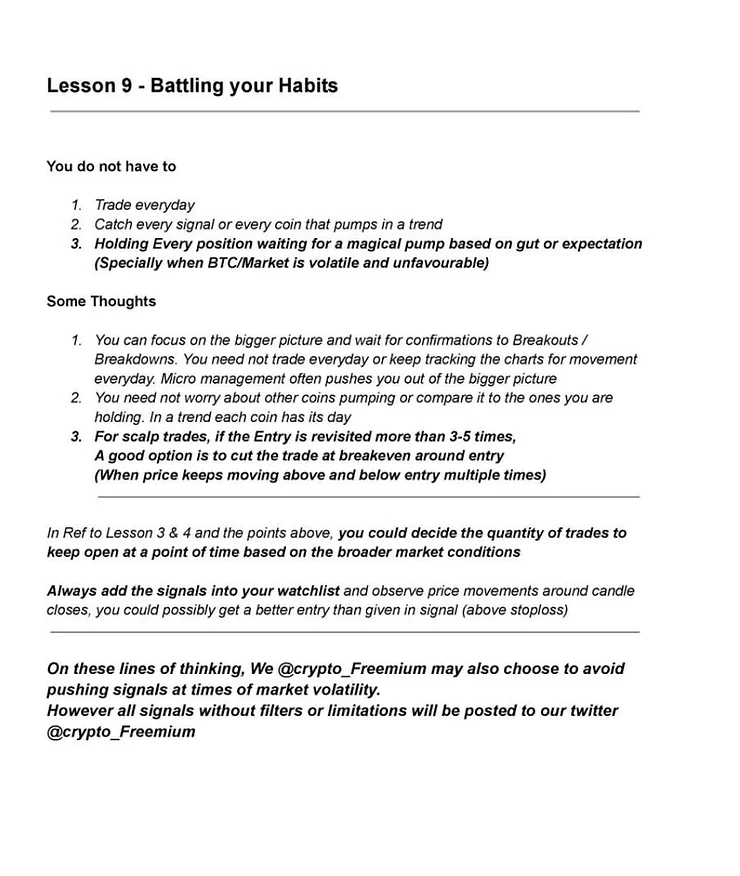 Lesson 9 - Battling your Habits
You do not have to
1. Trade everyday
2. Catch every signal or every coin that pumps in a trend
3. Holding Every position waiting for a magical pump based on gut or expectation
(Specially when BTC/Market is volatile and unfavourable)
Some Thoughts
1. You can focus on the bigger picture and wait for confirmations to Breakouts /
Breakdowns. You need not trade everyday or keep tracking the charts for movement
everyday. Micro management often pushes you out of the bigger picture
2. You need not worry about other coins pumping or compare it to the ones you are
holding. In a trend each coin has its day
3. For scalp trades, if the Entry is revisited more than 3-5 times,
A good option is to cut the trade at breakeven around entry
(When price keeps moving above and below entry multiple times)
In Ref to Lesson 3 & 4 and the points above, you could decide the quantity of trades to
keep open at a point of time based on the broader market conditions
Always add the signals into your watchlist and observe price movements around candle
closes, you could possibly get a better entry than given in signal (above stoploss)
On these lines of thinking, We @crypto_Freemium may also choose to avoid
pushing signals at times of market volatility.
However all signals without filters or limitations will be posted to our twitter
@crypto_Freemium